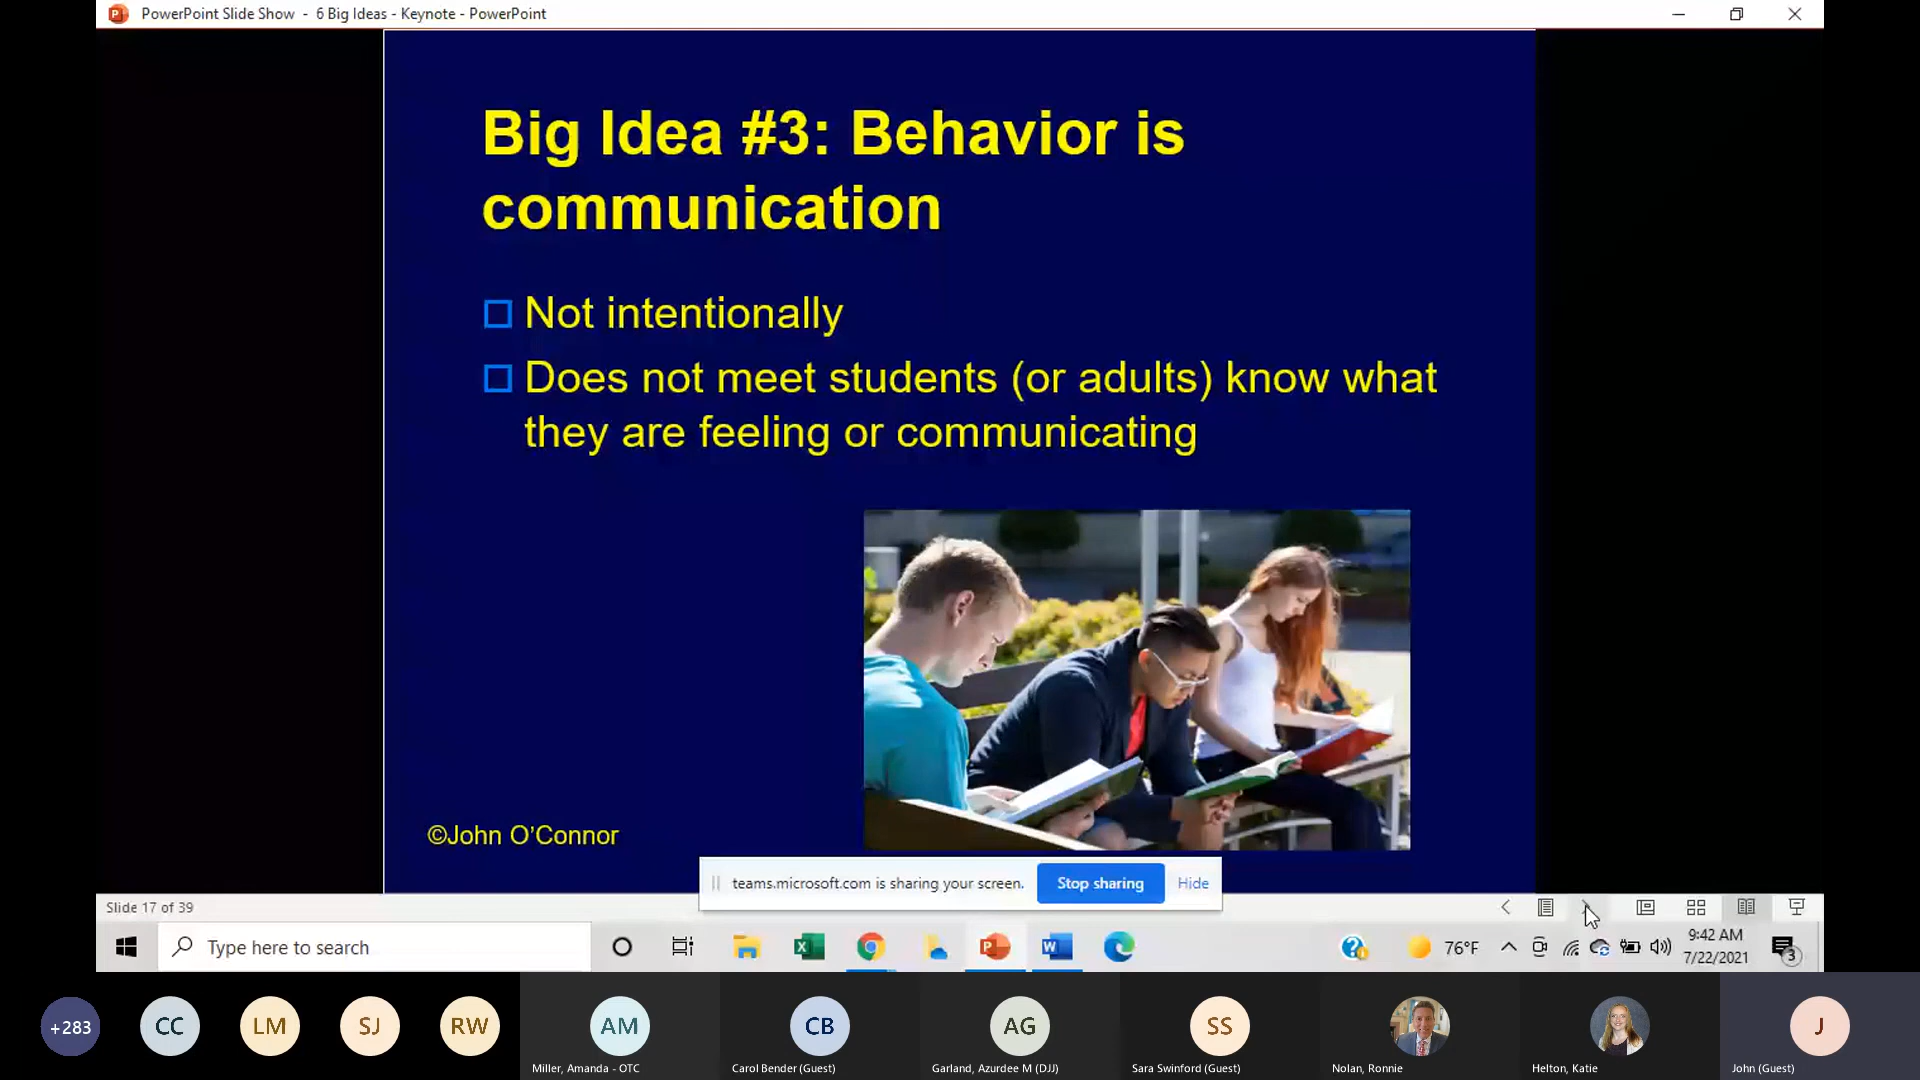 PowerPoint Slide Show - 6 Big Ideas - Keynote - PowerPoint
Big Idea #3: Behavior is
communication
Not intentionally
Does not meet students (or adults) know what
they are feeling or communicating
©John O'Connor
teams.microsoft.com is sharing your screen.
Stop sharing
Hide
Slide 17 of 39
Type here to search
76°F
9:42 AM
7/22/2021
3
+283
CC
LM
SJ
RW
AM
CB
AG
SS
J
Miller, Amanda - OTC
Carol Bender (Guest)
Garland, Azurdee M (DJJ)
Sara Swinford (Guest)
Nolan, Ronnie
Helton, Katie
John (Guest)